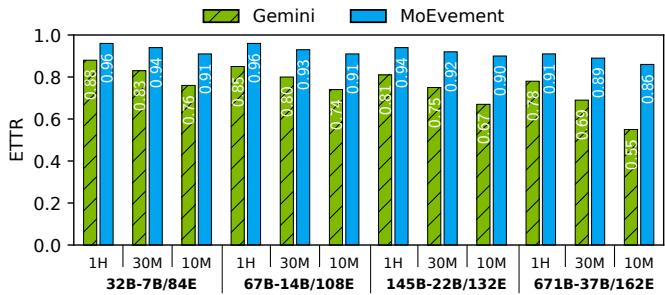 Gemini MoEvement
ETTR
1.0
0.8
0.6
0.4
0.2
0.0
0.88 0.96 0.83 0.94 0.76 0.91 0.85 0.96 0.80 0.93 0.74 0.91 0.81 0.94 0.75 0.92 0.67 0.90 0.78 0.91 0.69 0.89 0.55 0.86
1H 30M 10M 1H 30M 10M 1H 30M 10M 1H 30M 10M
32B-7B/84E 67B-14B/108E 145B-22B/132E 671B-37B/162E